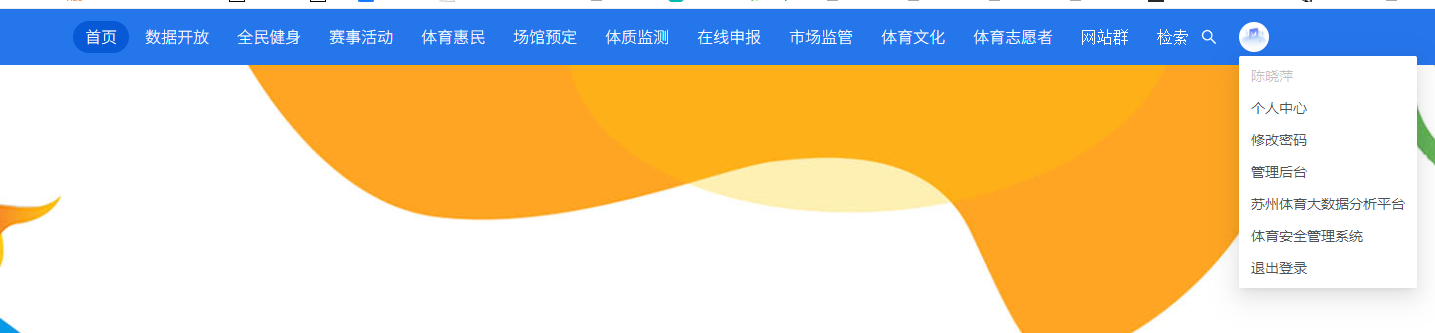 首页 数据开放 全民健身 赛事活动 体育惠民 场馆预定 体质监测 在线申报 市场监管 体育文化 体育志愿者 网站群 检索
陈晓萍
个人中心
修改密码
管理后台
苏州体育大数据分析平台
体育安全管理系统
退出登录